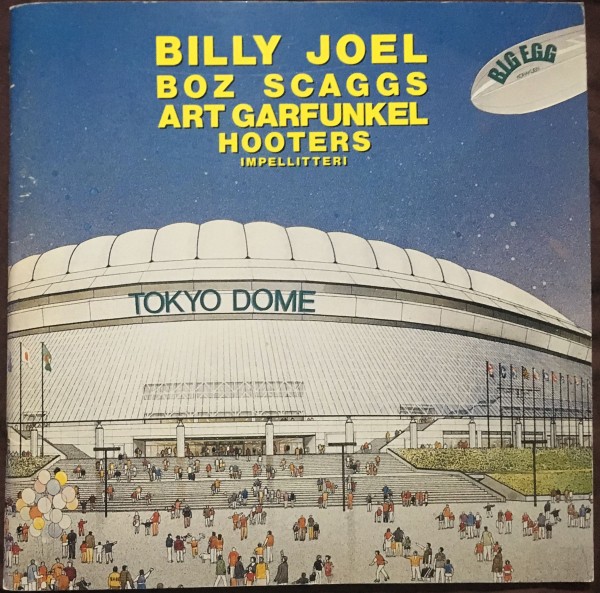 BILLY JOEL
BOZ SCAGGS
ART GARFUNKEL
HOOTERS
IMPELLITTERI
BIG EGG
TOKYO DOME